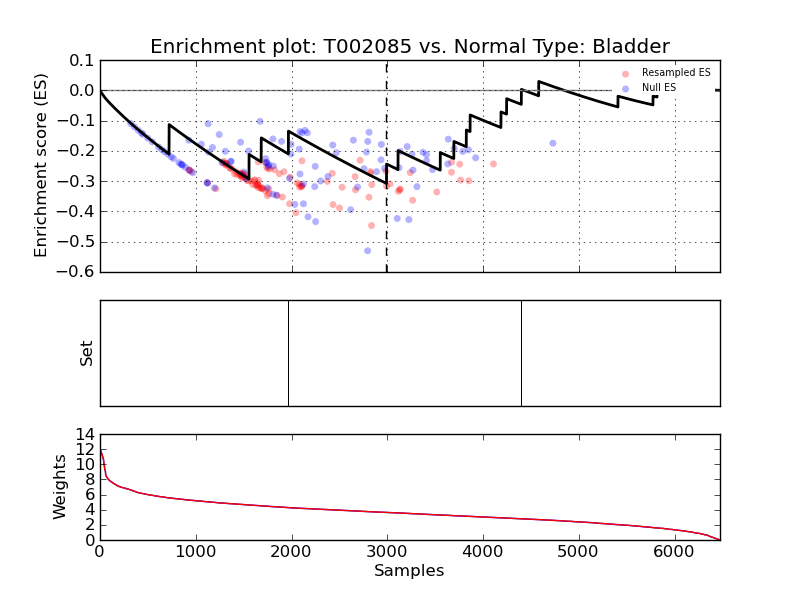 Enrichment plot: T002085 vs. Normal Type: Bladder
Enrichment score (ES)
0.1
0.0
−0.1
−0.2
−0.3
−0.4
−0.5
−0.6
Resampled ES
Null ES
Set
Weights
14
12
10
8
6
4
2
0
0 1000 2000 3000 4000 5000 6000
Samples